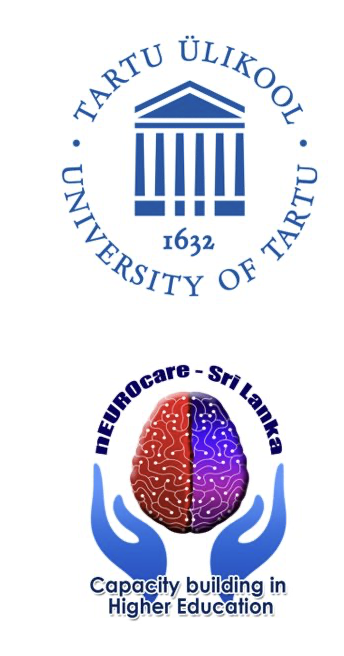 · TARTU ÜLIKOOL ·
1632
UNIVERSITY OF TARTU
nEUROcare - Sri Lanka
Capacity building in
Higher Education